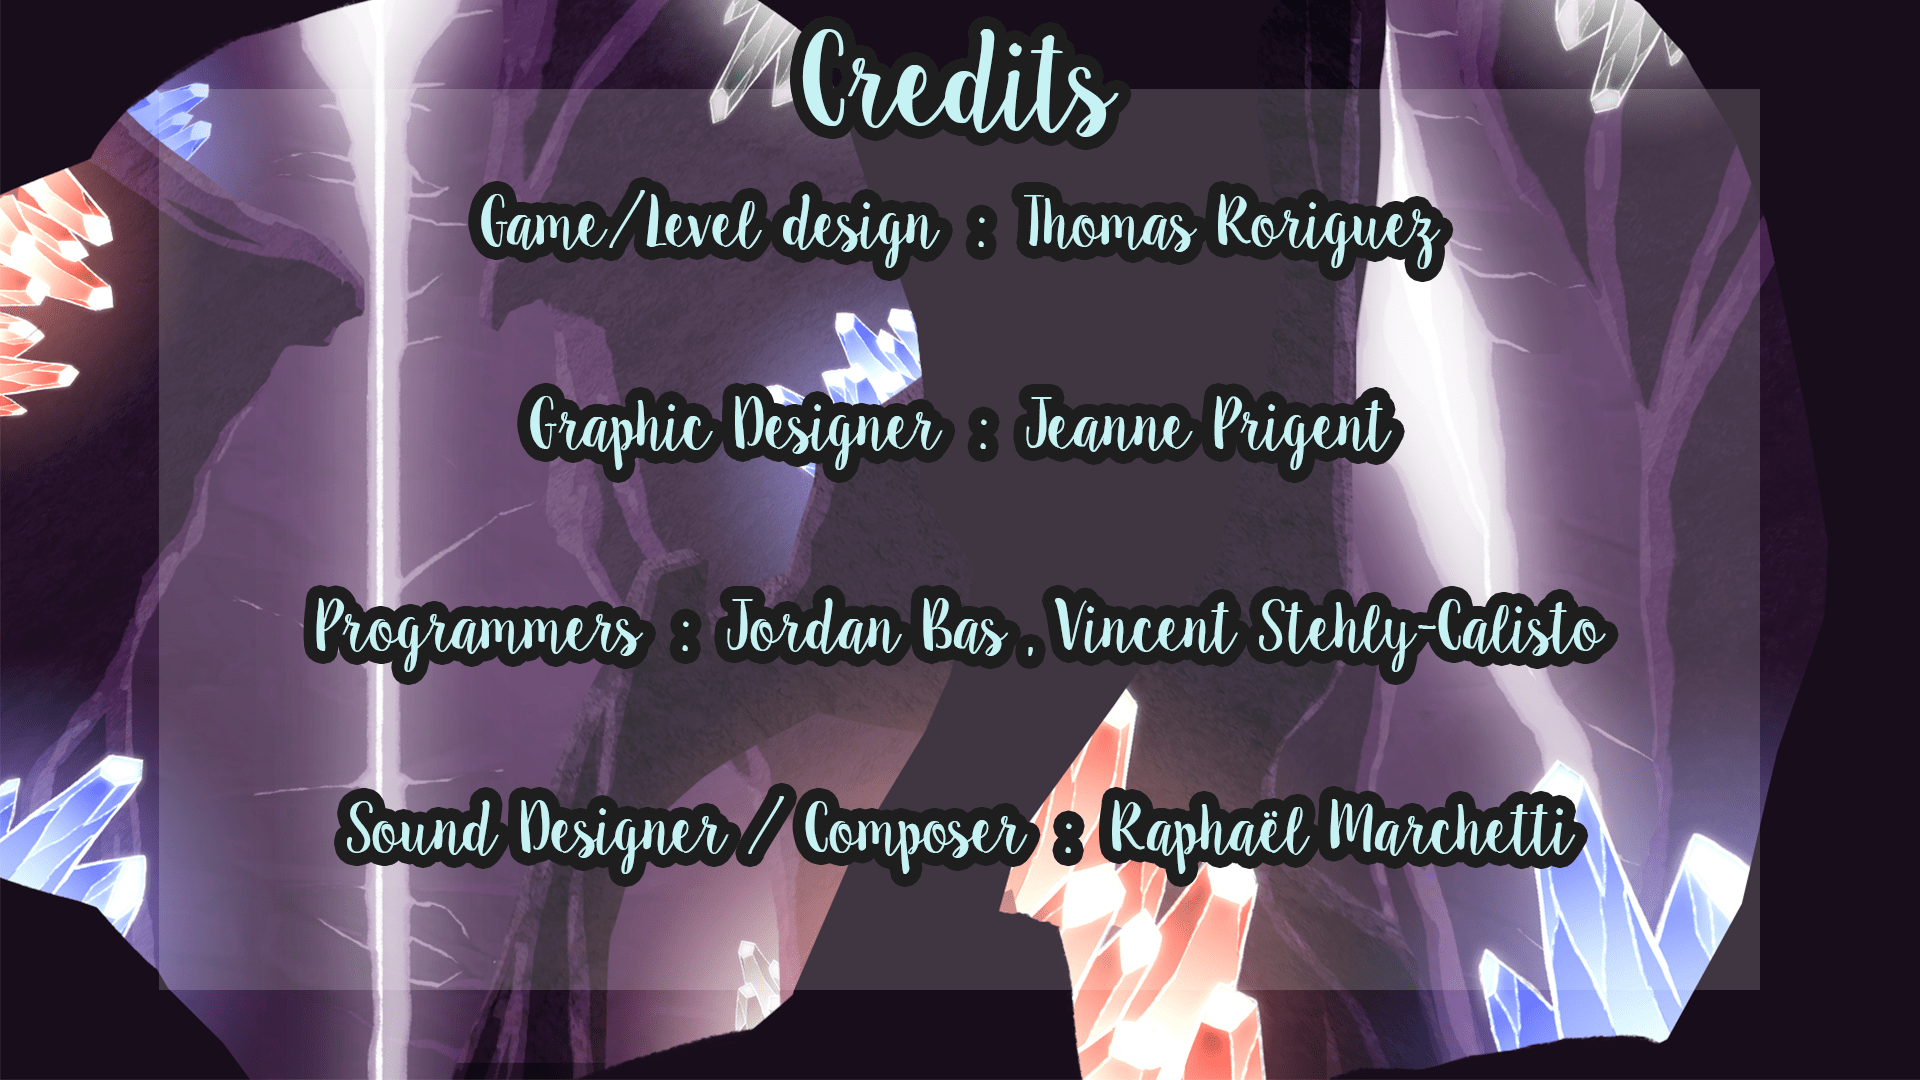 Credits
Game/Level design : Thomas Roriguez
Graphic Designer : Jeanne Prigent
Programmers : Jordan Bas , Vincent Stehly-Calisto
Sound Designer / Composer : Raphaël Marchetti